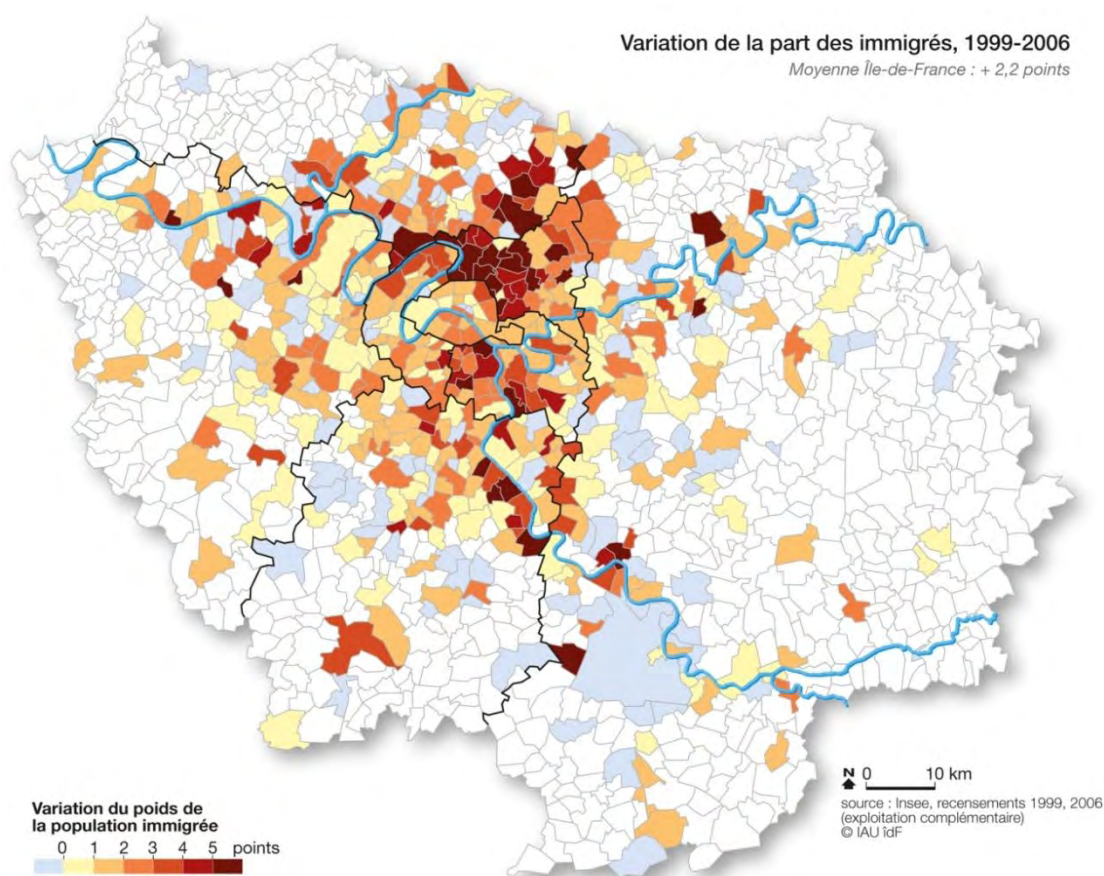 Variation de la part des immigrés, 1999-2006
Moyenne Île-de-France : + 2,2 points
Variation du poids de
la population immigrée
0 1 2 3 4 5 points
N 0 10 km
source : Insee, recensements 1999, 2006
(exploitation complémentaire)
© IAU îdF